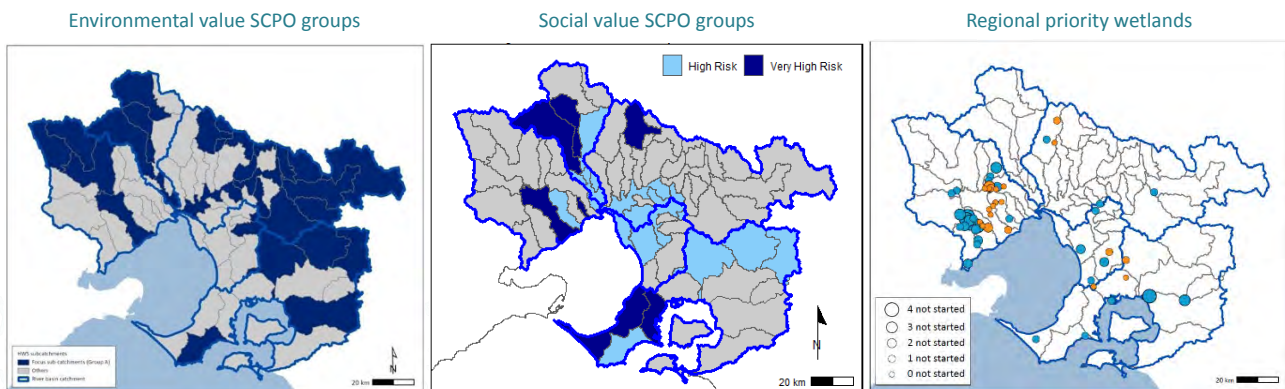 Environmental value SCPO groups
Social value SCPO groups
Regional priority wetlands
High Risk
Very High Risk
HWS subcatchments
Focus sub-catchments (Group A)
Others
River basin catchment
N
20 km
N
20 km
4 not started
3 not started
2 not started
1 not started
0 not started
N
20 km